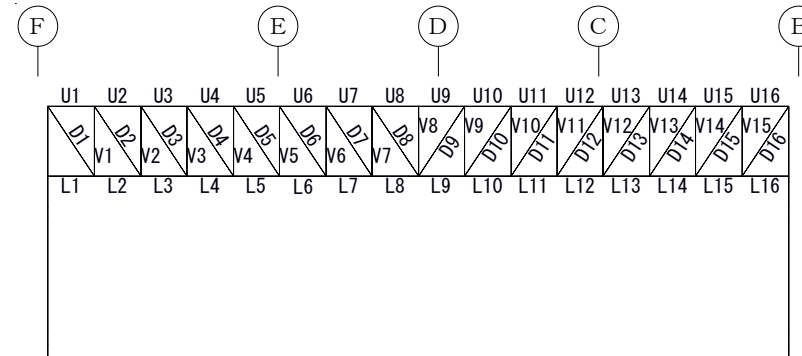 F E D C B
U1 U2 U3 U4 U5 U6 U7 U8 U9 U10 U11 U12 U13 U14 U15 U16
D1 V1 D2 V2 D3 V3 D4 V4 D5 V5 D6 V6 D7 V7 D8 V8 D9 V9 D10 V10 D11 V11 D12 V12 D13 V13 D14 V14 D15 V15 D16
L1 L2 L3 L4 L5 L6 L7 L8 L9 L10 L11 L12 L13 L14 L15 L16